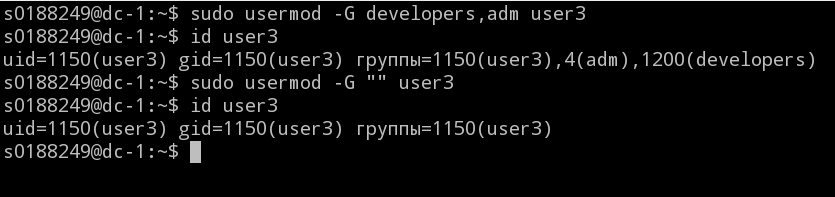 s0188249@dc-1:~$ sudo usermod -G developers,adm user3
s0188249@dc-1:~$ id user3
uid=1150(user3) gid=1150(user3) группы=1150(user3),4(adm),1200(developers)
s0188249@dc-1:~$ sudo usermod -G "" user3
s0188249@dc-1:~$ id user3
uid=1150(user3) gid=1150(user3) группы=1150(user3)
s0188249@dc-1:~$